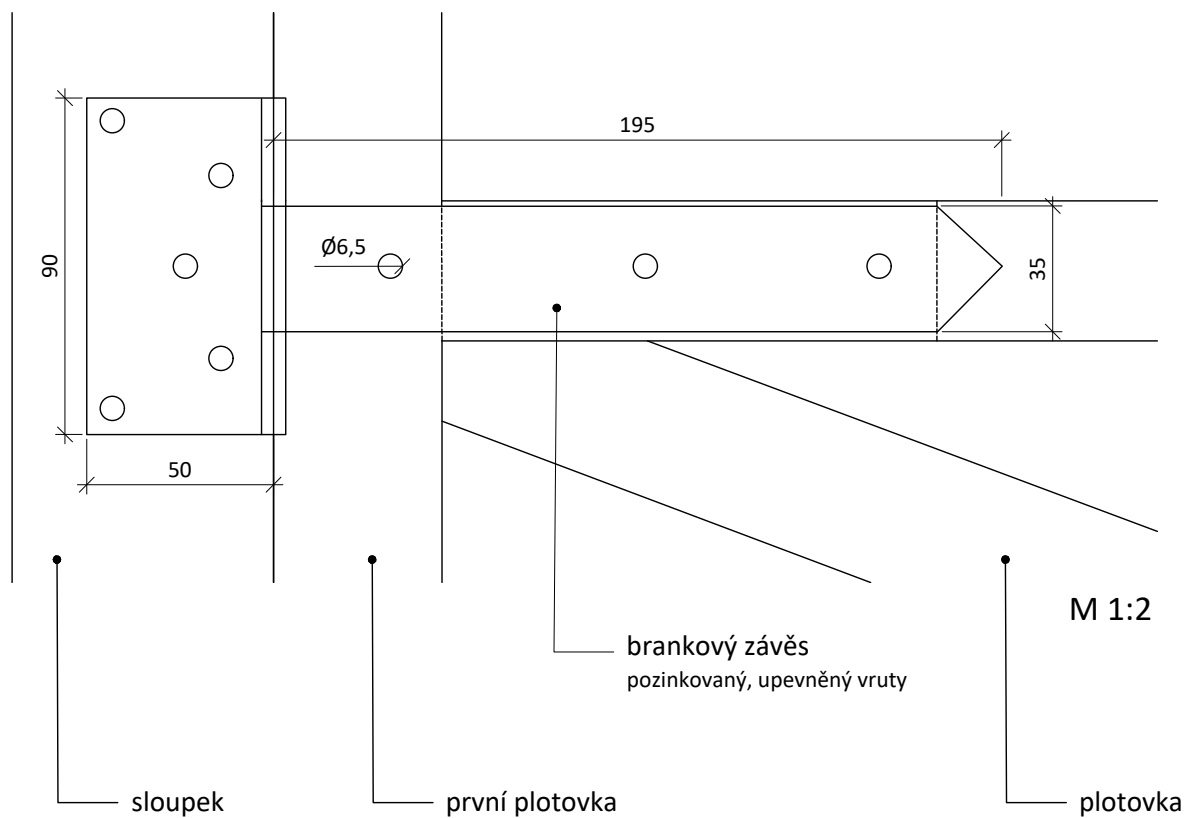 195
Ø6,5
90
35
50
M 1:2
brankový závěs
pozinkovaný, upevněný vruty
sloupek
první plotovka
plotovka